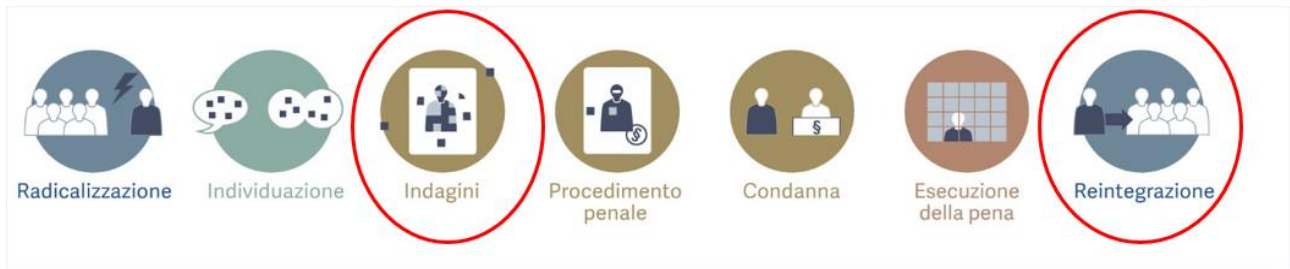 §
§
Radicalizzazione
Individuazione
Indagini
Procedimento
penale
Condanna
Esecuzione
della pena
Reintegrazione